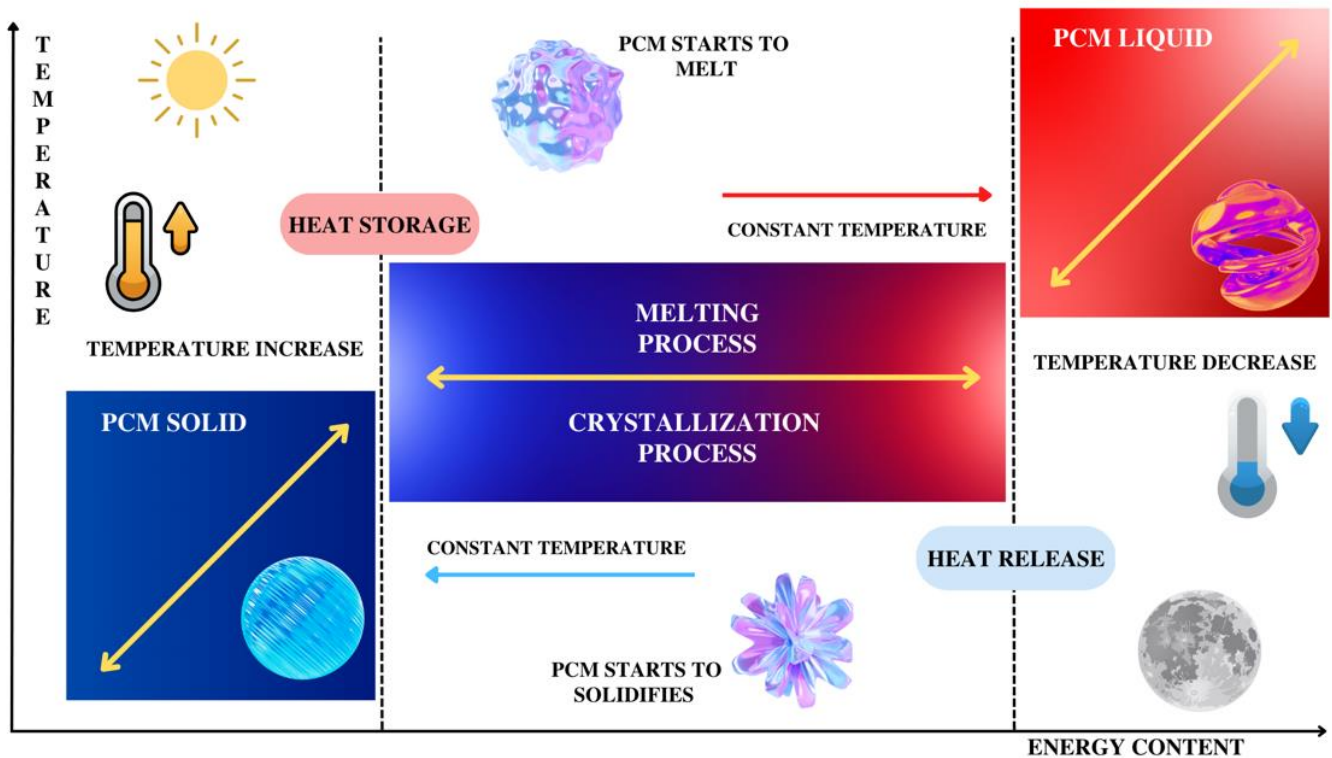 TEMPERATURE
PCM STARTS TO
MELT
PCM LIQUID
HEAT STORAGE
CONSTANT TEMPERATURE
MELTING
PROCESS
TEMPERATURE INCREASE
TEMPERATURE DECREASE
PCM SOLID
CRYSTALLIZATION
PROCESS
CONSTANT TEMPERATURE
HEAT RELEASE
PCM STARTS TO
SOLIDIFIES
ENERGY CONTENT